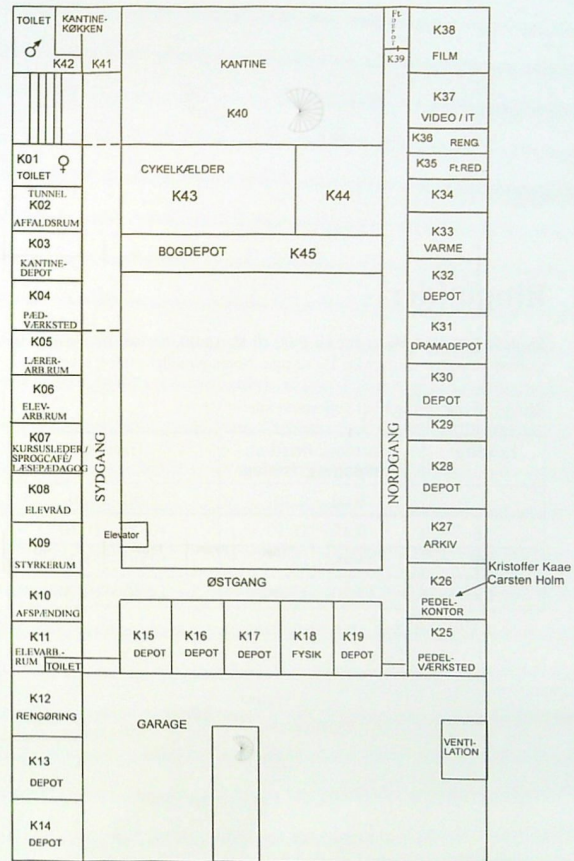 TOILET
KANTINE-
KØKKEN
K42
K41
KANTINE
K40
Ft.
DEPOT
K39
K38
FILM
K37
VIDEO / IT
K36 RENG.
K35 Ft.RED
K34
K33
VARME
K32
DEPOT
K31
DRAMADEPOT
K30
DEPOT
K29
K28
DEPOT
K27
ARKIV
K26
PEDEL-
KONTOR
Kristoffer Kaae
Carsten Holm
K25
PEDEL-
VÆRKSTED
K01
TOILET
TUNNEL
K02
AFFALDSRUM
K03
KANTINE-
DEPOT
K04
PÆD-
VÆRKSTED
K05
LÆRER-
ARB.RUM
K06
ELEV-
ARB.RUM
K07
KURSUSLEDER/
SPROGCAFÉ/
LÆSEPÆDAGOG
K08
ELEVRÅD
K09
STYRKERUM
K10
AFSPÆNDING
K11
ELEVARB-
RUM
TOILET
K12
RENGØRING
K13
DEPOT
K14
DEPOT
CYKELKÆLDER
K43
K44
BOGDEPOT K45
SYDGANG
NORDGANG
Elevator
ØSTGANG
K15
DEPOT
K16
DEPOT
K17
DEPOT
K18
FYSIK
K19
DEPOT
GARAGE
VENTI-
LATION